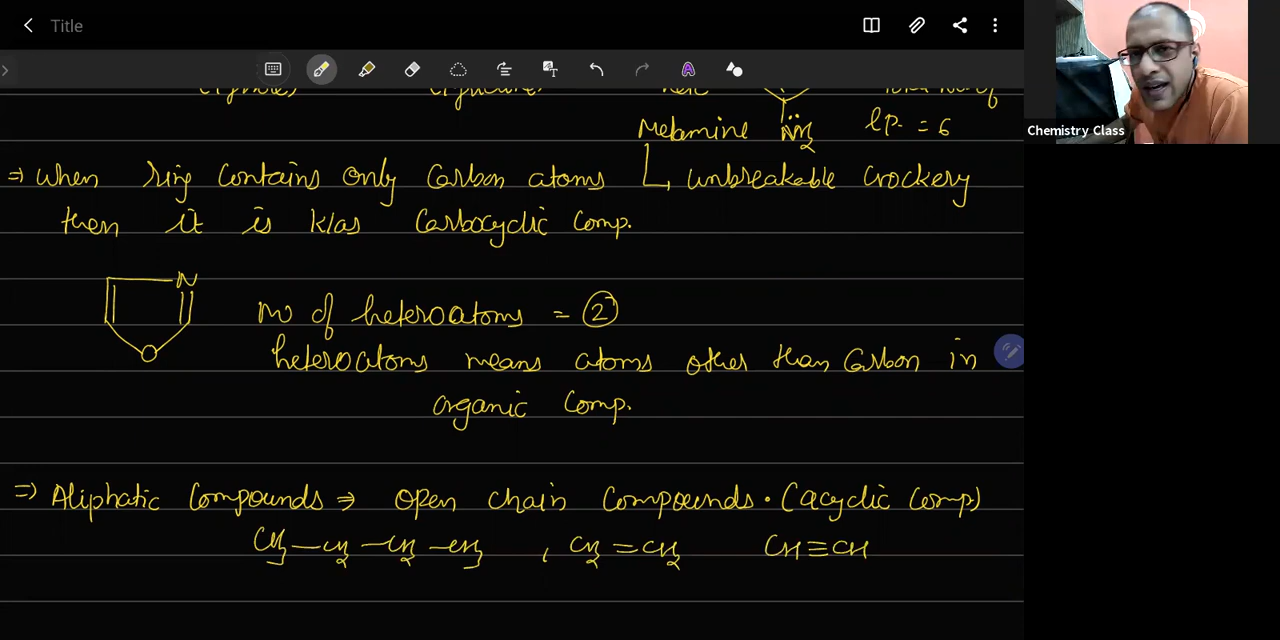 Title
Melamine N̈H₂ l.p. = 6
Chemistry Class
⇒ When ring contains only Carbon atoms ↳ unbreakable crockery
then it is k/as Carbocyclic Comp.
N
O
no of heteroatoms = 2
heteroatoms means atoms other than Carbon in
organic Comp.
⇒ Aliphatic Compounds ⇒ open chain Compounds. (acyclic Comp)
CH₃—CH₂—CH₂—CH₃ , CH₂=CH₂ CH≡CH